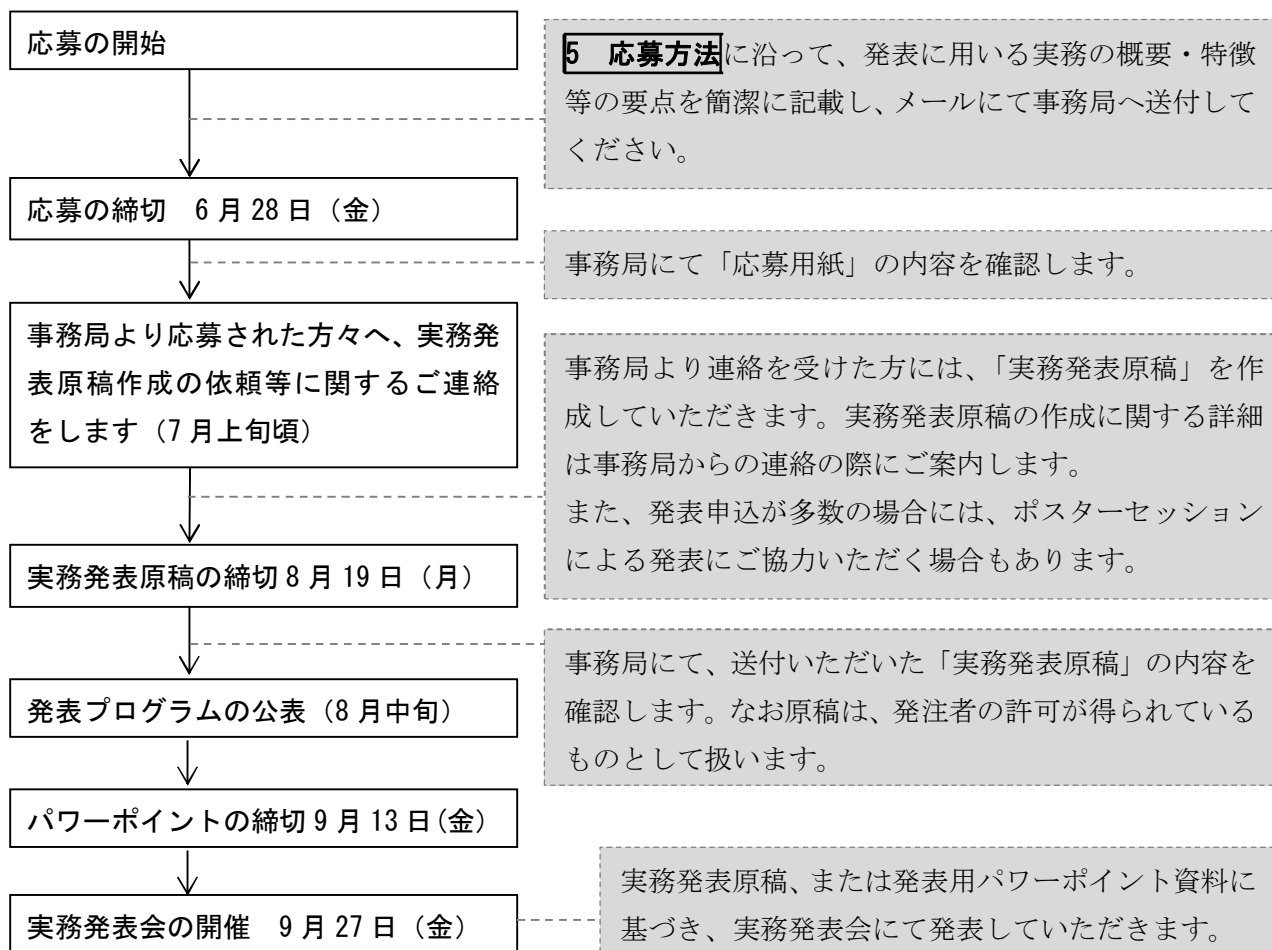 応募の開始
5　応募方法に沿って、発表に用いる実務の概要・特徴
等の要点を簡潔に記載し、メールにて事務局へ送付して
ください。
応募の締切　6月28日（金）
事務局にて「応募用紙」の内容を確認します。
事務局より応募された方々へ、実務発
表原稿作成の依頼等に関するご連絡
をします（7月上旬頃）
事務局より連絡を受けた方には、「実務発表原稿」を作
成していただきます。実務発表原稿の作成に関する詳細
は事務局からの連絡の際にご案内します。
また、発表申込が多数の場合には、ポスターセッション
による発表にご協力いただく場合もあります。
実務発表原稿の締切8月19日（月）
事務局にて、送付いただいた「実務発表原稿」の内容を
確認します。なお原稿は、発注者の許可が得られている
ものとして扱います。
発表プログラムの公表（8月中旬）
パワーポイントの締切9月13日(金)
実務発表会の開催　9月27日（金）
実務発表原稿、または発表用パワーポイント資料に
基づき、実務発表会にて発表していただきます。